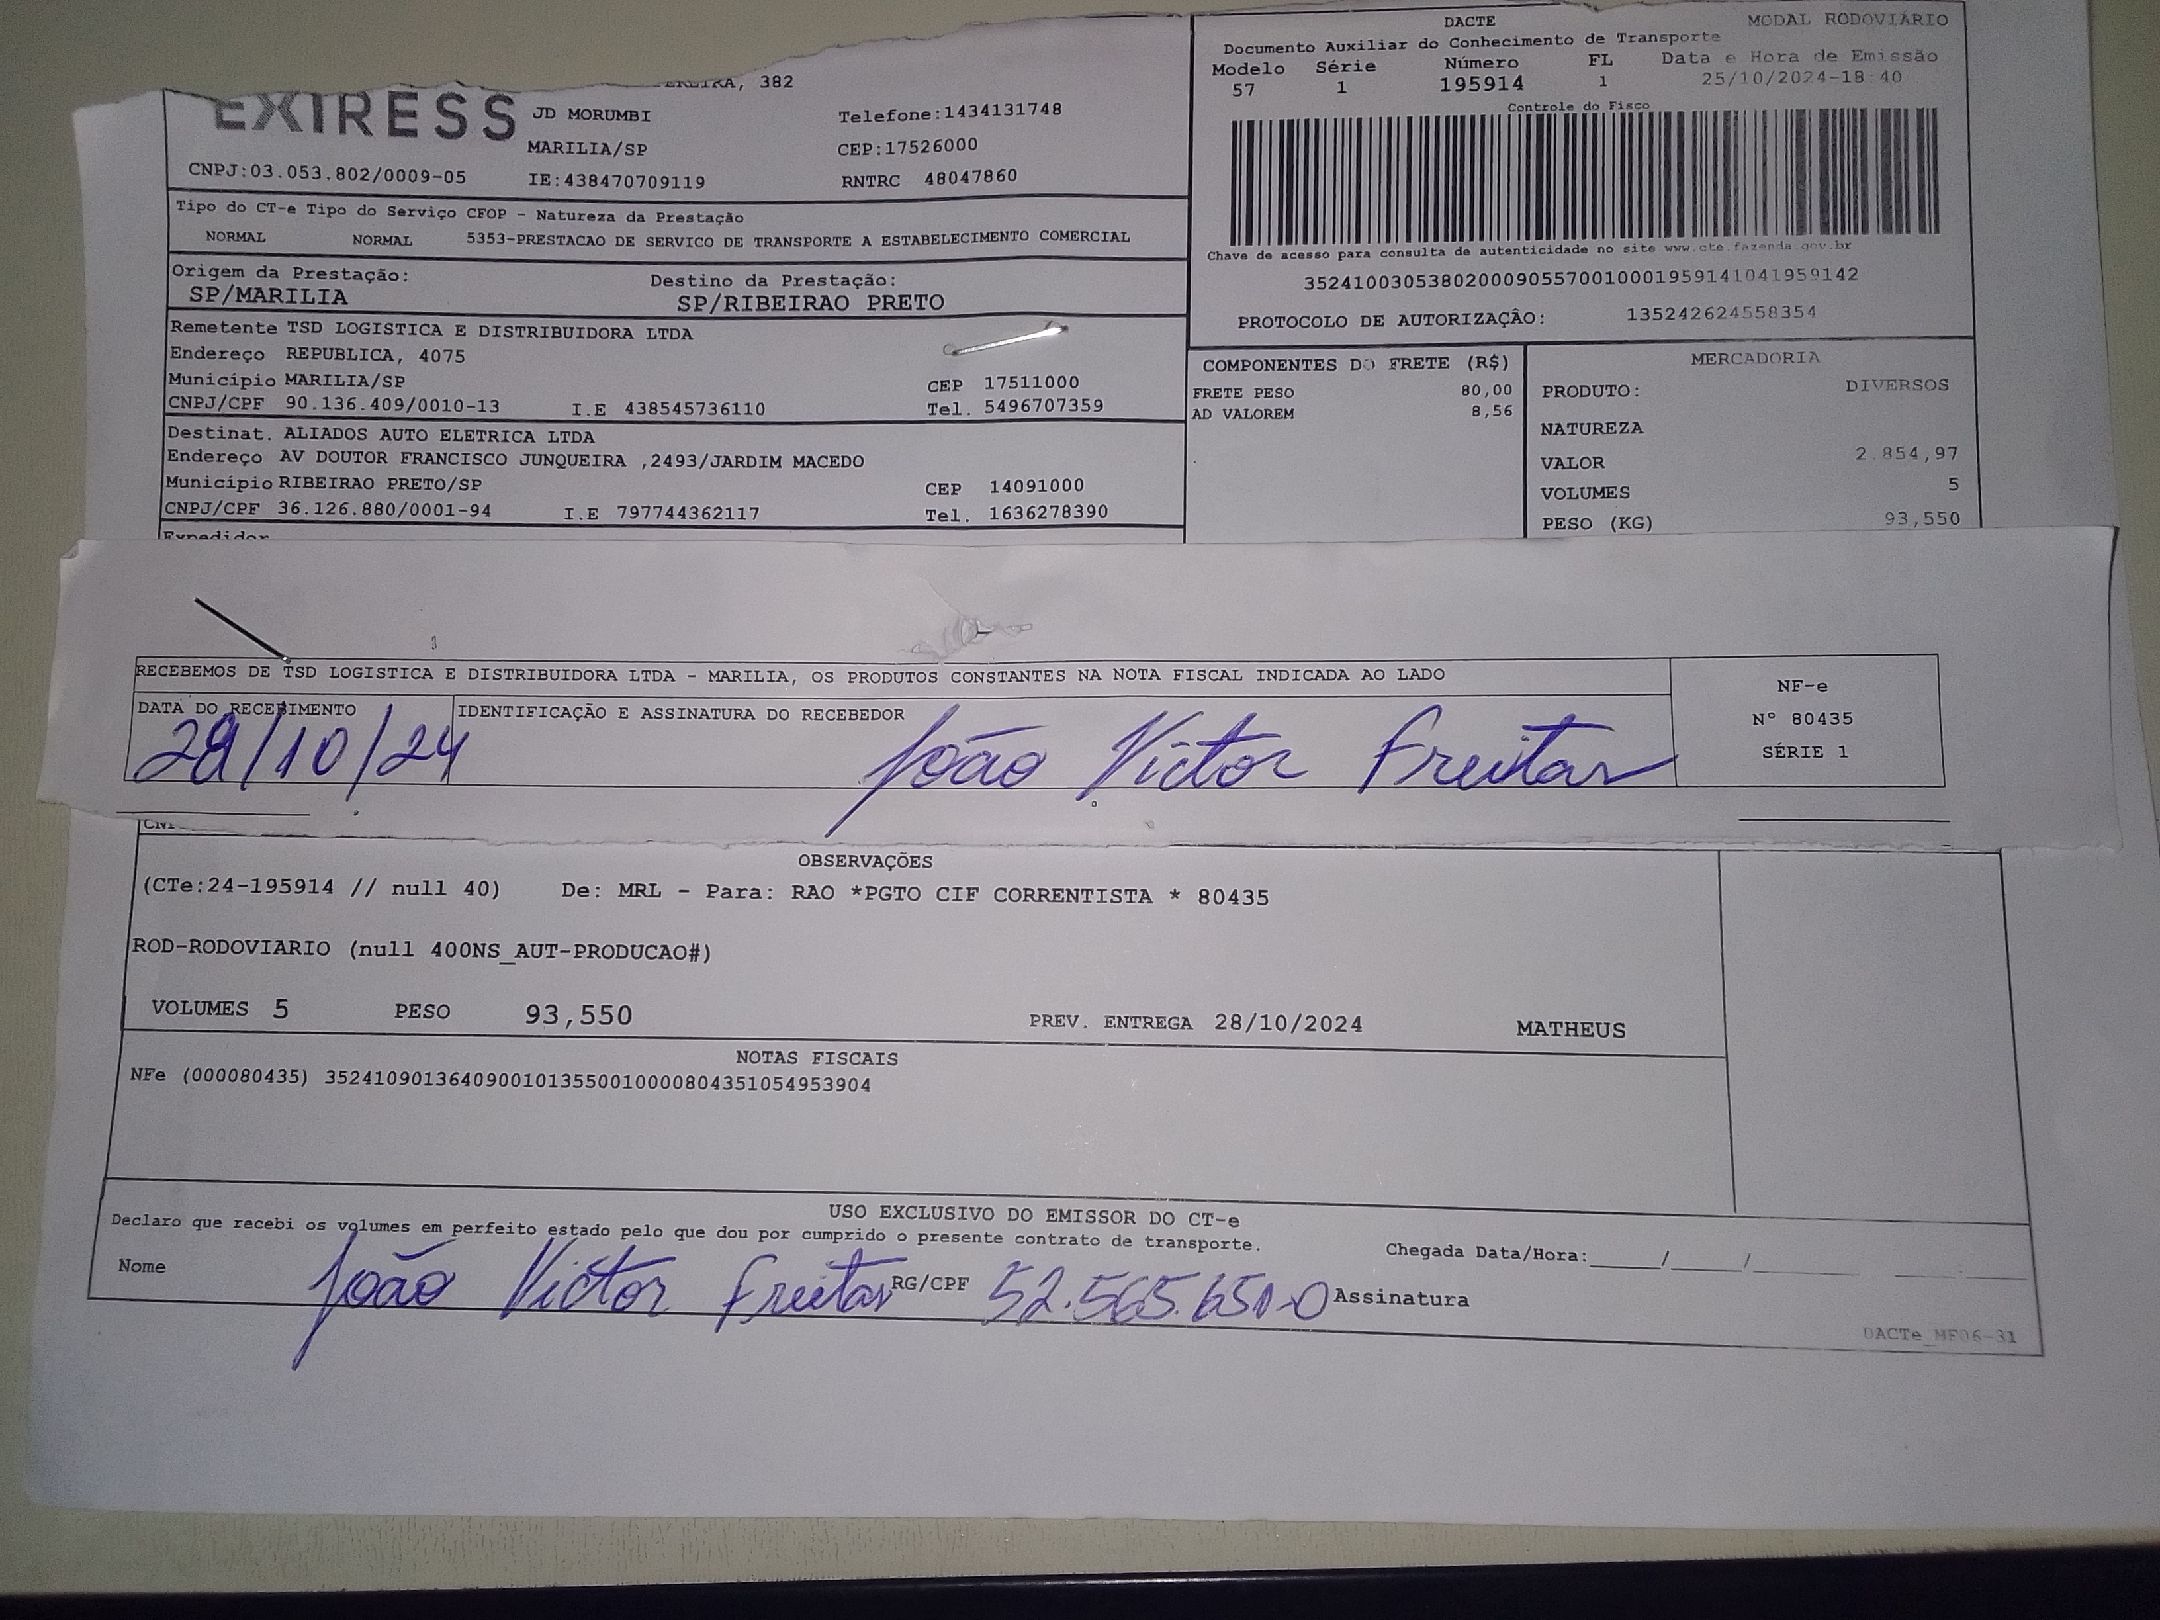 382
EXPRESS
JD MORUMBI Telefone:1434131748
MARILIA/SP CEP:17526000
CNPJ:03.053.802/0009-05 IE:438470709119 RNTRC 48047860
Tipo do CT-e Tipo do Serviço CFOP - Natureza da Prestação
NORMAL NORMAL 5353-PRESTACAO DE SERVICO DE TRANSPORTE A ESTABELECIMENTO COMERCIAL
Origem da Prestação: Destino da Prestação:
SP/MARILIA SP/RIBEIRAO PRETO
Remetente TSD LOGISTICA E DISTRIBUIDORA LTDA
Endereço REPUBLICA, 4075
Município MARILIA/SP CEP 17511000
CNPJ/CPF 90.136.409/0010-13 I.E 438545736110 Tel. 5496707359
Destinat. ALIADOS AUTO ELETRICA LTDA
Endereço AV DOUTOR FRANCISCO JUNQUEIRA ,2493/JARDIM MACEDO
Município RIBEIRAO PRETO/SP CEP 14091000
CNPJ/CPF 36.126.880/0001-94 I.E 797744362117 Tel. 1636278390
Expedidor
DACTE MODAL RODOVIÁRIO
Documento Auxiliar do Conhecimento de Transporte
Modelo Série Número FL Data e Hora de Emissão
57 1 195914 1 25/10/2024-18:40
Controle do Fisco
Chave de acesso para consulta de autenticidade no site www.cte.fazenda.gov.br
35241003053802000905570010001959141041959142
PROTOCOLO DE AUTORIZAÇÃO: 135242624558354
COMPONENTES DO FRETE (R$)
FRETE PESO 80,00
AD VALOREM 8,56
MERCADORIA
PRODUTO: DIVERSOS
NATUREZA
VALOR 2.854,97
VOLUMES 5
PESO (KG) 93,550
RECEBEMOS DE TSD LOGISTICA E DISTRIBUIDORA LTDA - MARILIA, OS PRODUTOS CONSTANTES NA NOTA FISCAL INDICADA AO LADO
DATA DO RECEBIMENTO IDENTIFICAÇÃO E ASSINATURA DO RECEBEDOR
/10/24 João Victor Freitas
NF-e
Nº 80435
SÉRIE 1
OBSERVAÇÕES
(CTe:24-195914 // null 40) De: MRL - Para: RAO *PGTO CIF CORRENTISTA * 80435
ROD-RODOVIARIO (null 400NS_AUT-PRODUCAO#)
VOLUMES 5 PESO 93,550 PREV. ENTREGA 28/10/2024 MATHEUS
NOTAS FISCAIS
NFe (000080435) 35241090136409001013550010000804351054953904
USO EXCLUSIVO DO EMISSOR DO CT-e
Declaro que recebi os volumes em perfeito estado pelo que dou por cumprido o presente contrato de transporte.
Chegada Data/Hora:_____/_____/
Nome João Victor Freitas RG/CPF Assinatura
DACTe_MF06-31